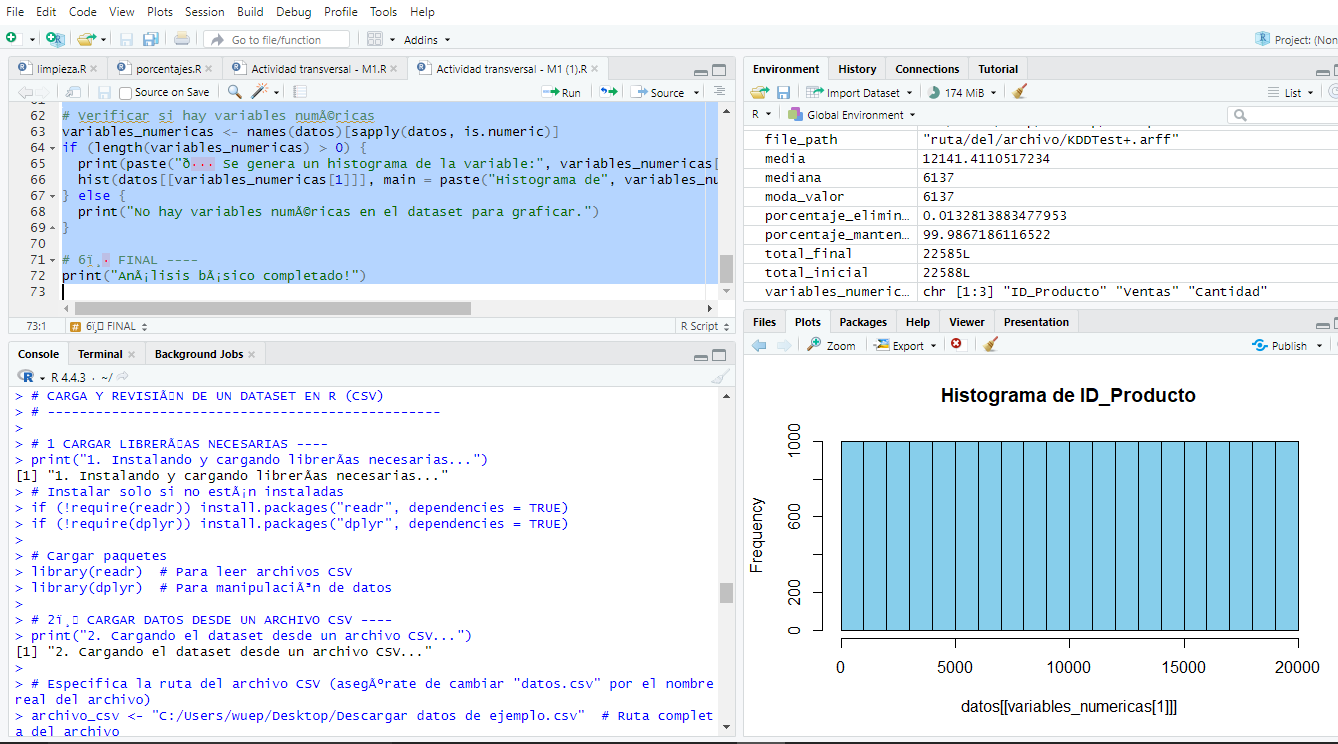 File Edit Code View Plots Session Build Debug Profile Tools Help
Go to file/function
Addins
Project: (Non
limpieza.R
porcentajes.R
Actividad transversal - M1.R
Actividad transversal - M1 (1).R
Source on Save
Run
Source
62 # Verificar si hay variables numÃ©ricas
63 variables_numericas <- names(datos)[sapply(datos, is.numeric)]
64 if (length(variables_numericas) > 0) {
65 print(paste("ð··· Se genera un histograma de la variable:", variables_numericas[
66 hist(datos[[variables_numericas[1]]], main = paste("Histograma de", variables_nu
67 } else {
68 print("No hay variables numÃ©ricas en el dataset para graficar.")
69 }
70
71 # 6ï¸· FINAL ----
72 print("AnÃ¡lisis bÃ¡sico completado!")
73
73:1 # 6ï¸ FINAL
R Script
Console Terminal Background Jobs
R 4.4.3 · ~/
> # CARGA Y REVISIÃN DE UN DATASET EN R (CSV)
> # ------------------------------------------------
>
> # 1 CARGAR LIBRERÃAS NECESARIAS ----
> print("1. Instalando y cargando librerÃas necesarias...")
[1] "1. Instalando y cargando librerÃas necesarias..."
> # Instalar solo si no estÃ¡n instaladas
> if (!require(readr)) install.packages("readr", dependencies = TRUE)
> if (!require(dplyr)) install.packages("dplyr", dependencies = TRUE)
>
> # Cargar paquetes
> library(readr) # Para leer archivos CSV
> library(dplyr) # Para manipulaciÃ³n de datos
>
> # 2ï¸ CARGAR DATOS DESDE UN ARCHIVO CSV ----
> print("2. Cargando el dataset desde un archivo CSV...")
[1] "2. Cargando el dataset desde un archivo CSV..."
>
> # Especifica la ruta del archivo CSV (asegÃºrate de cambiar "datos.csv" por el nombre
real del archivo)
> archivo_csv <- "C:/Users/wuep/Desktop/Descargar datos de ejemplo.csv" # Ruta complet
a del archivo
Environment History Connections Tutorial
Import Dataset
174 MiB
List
R
Global Environment
file_path "ruta/del/archivo/KDDTest+.arff"
media 12141.4110517234
mediana 6137
moda_valor 6137
porcentaje_elimin… 0.0132813883477953
porcentaje_manten… 99.9867186116522
total_final 22585L
total_inicial 22588L
variables_numeric… chr [1:3] "ID_Producto" "Ventas" "Cantidad"
Files Plots Packages Help Viewer Presentation
Zoom
Export
Publish
Histograma de ID_Producto
Frequency
1000
600
200
0
0 5000 10000 15000 20000
datos[[variables_numericas[1]]]